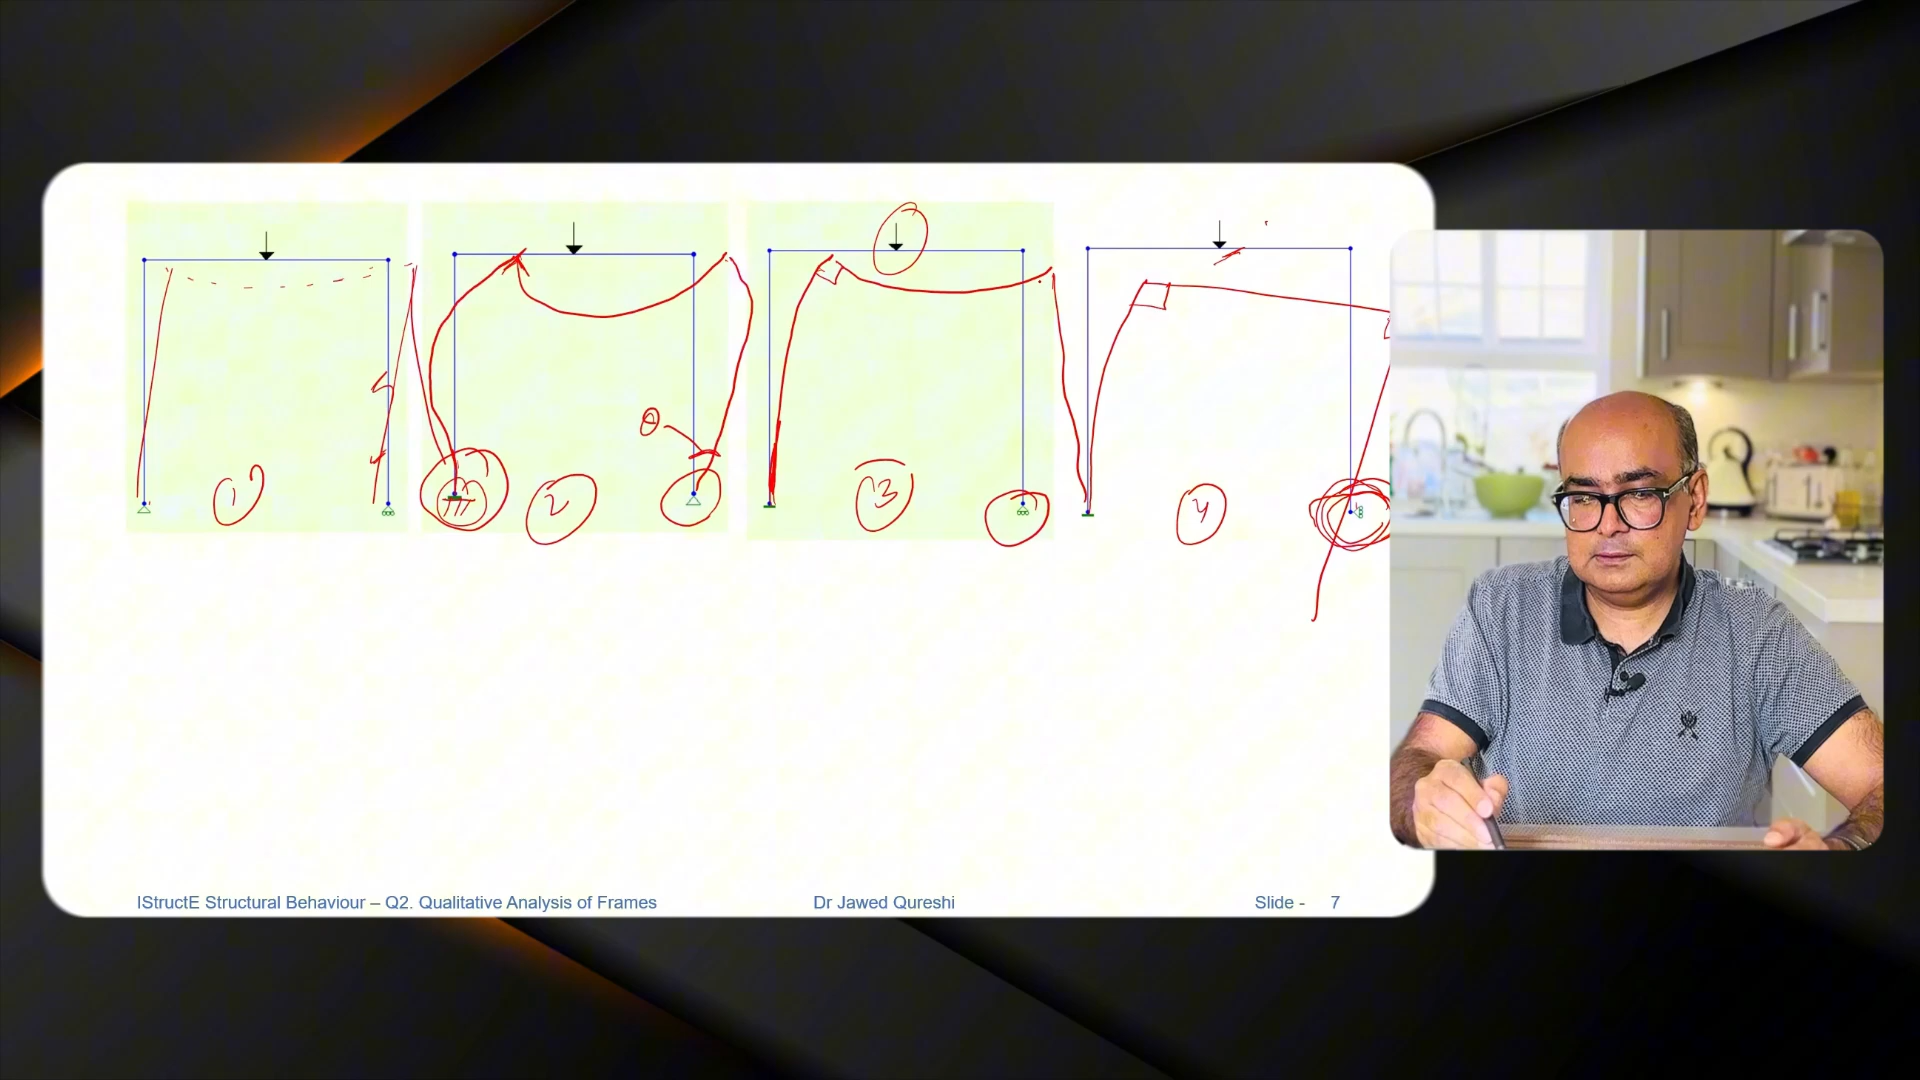 θ
1
2
3
4
IStructE Structural Behaviour – Q2. Qualitative Analysis of Frames
Dr Jawed Qureshi
Slide - 7